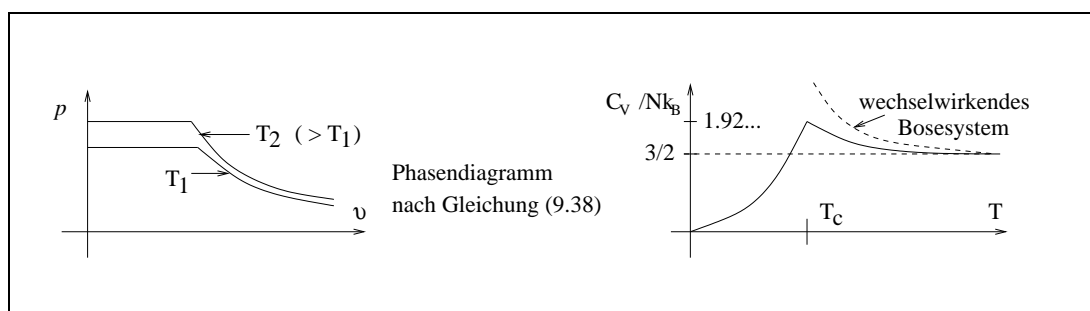 p
T₂ ( > T₁)
T₁
υ
Phasendiagramm
nach Gleichung (9.38)
C_V /Nk_B
1.92...
3/2
wechselwirkendes
Bosesystem
T_c
T